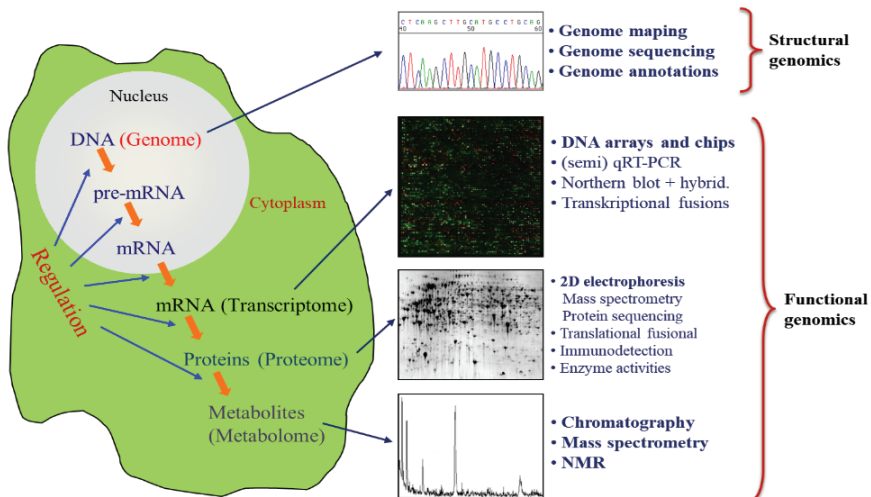 Nucleus
DNA (Genome)
pre-mRNA
mRNA
Cytoplasm
Regulation
mRNA (Transcriptome)
Proteins (Proteome)
Metabolites
(Metabolome)
C T C A A G C T T G C A T G C C T G C A G
40 50 60
• Genome maping
• Genome sequencing
• Genome annotations
Structural
genomics
• DNA arrays and chips
• (semi) qRT-PCR
• Northern blot + hybrid.
• Transkriptional fusions
• 2D electrophoresis
Mass spectrometry
Protein sequencing
• Translational fusional
• Immunodetection
• Enzyme activities
• Chromatography
• Mass spectrometry
• NMR
Functional
genomics